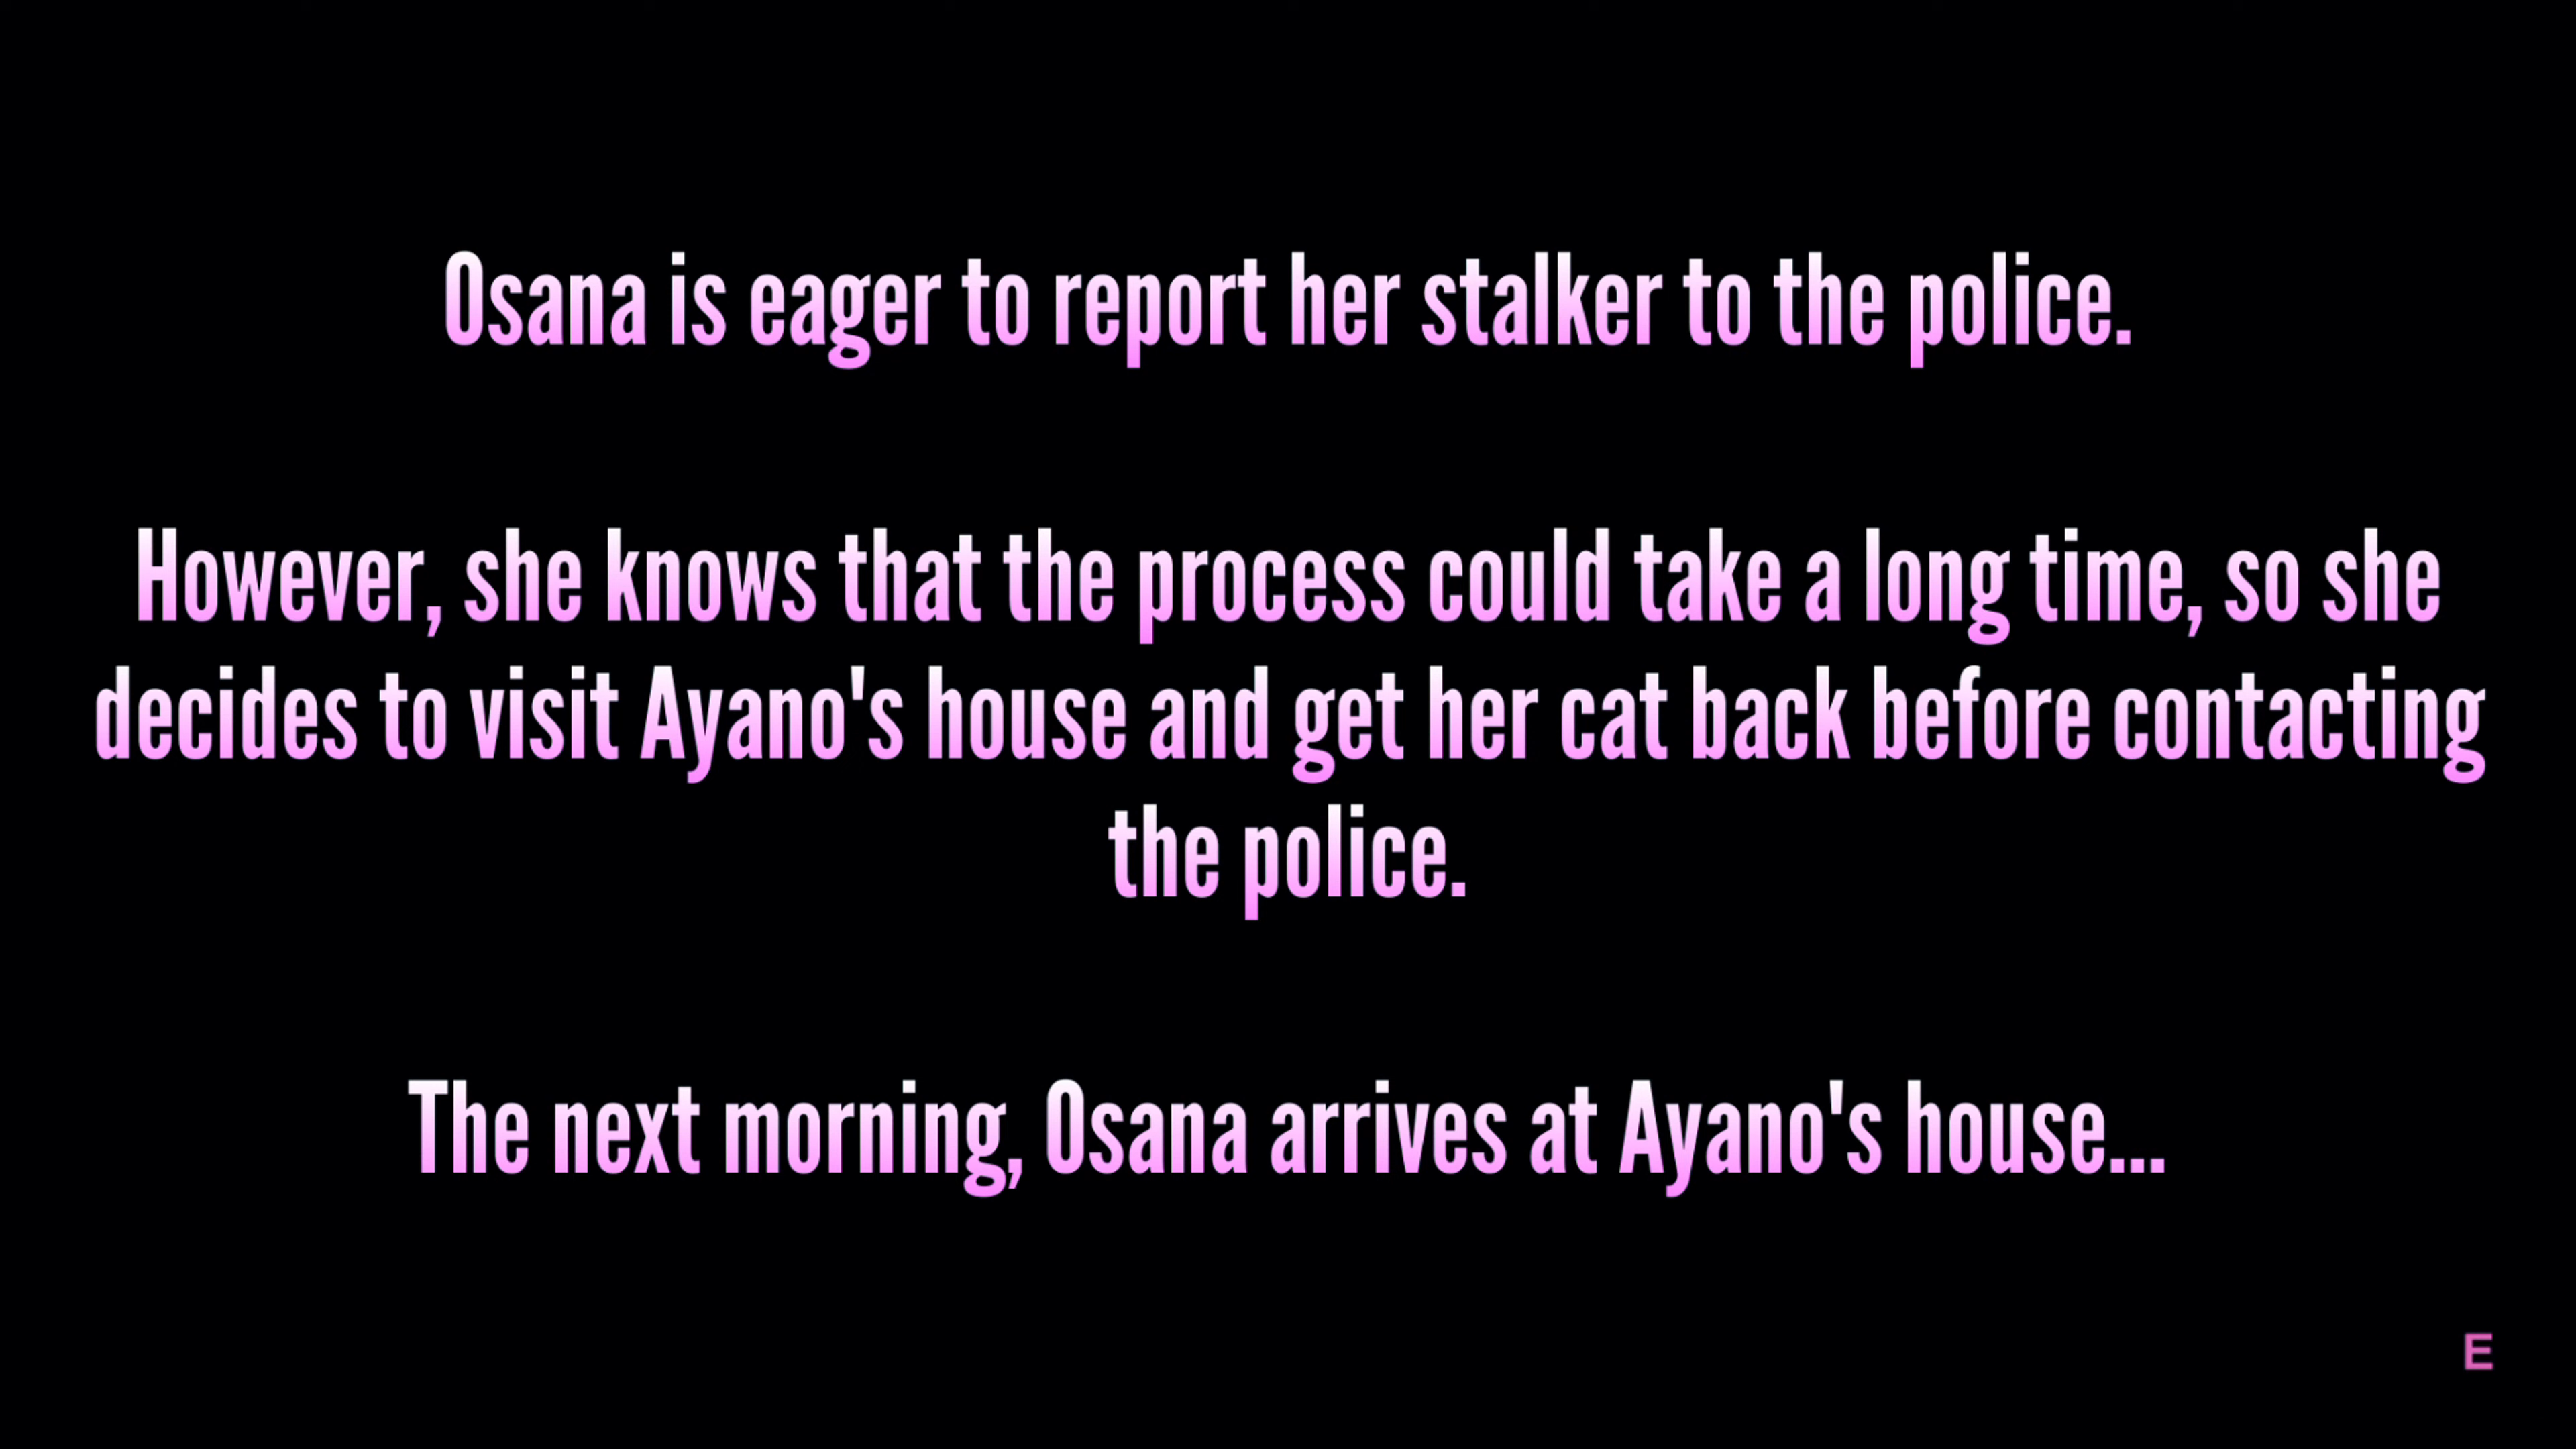 Osana is eager to report her stalker to the police.
However, she knows that the process could take a long time, so she
decides to visit Ayano's house and get her cat back before contacting
the police.
The next morning, Osana arrives at Ayano's house...
E